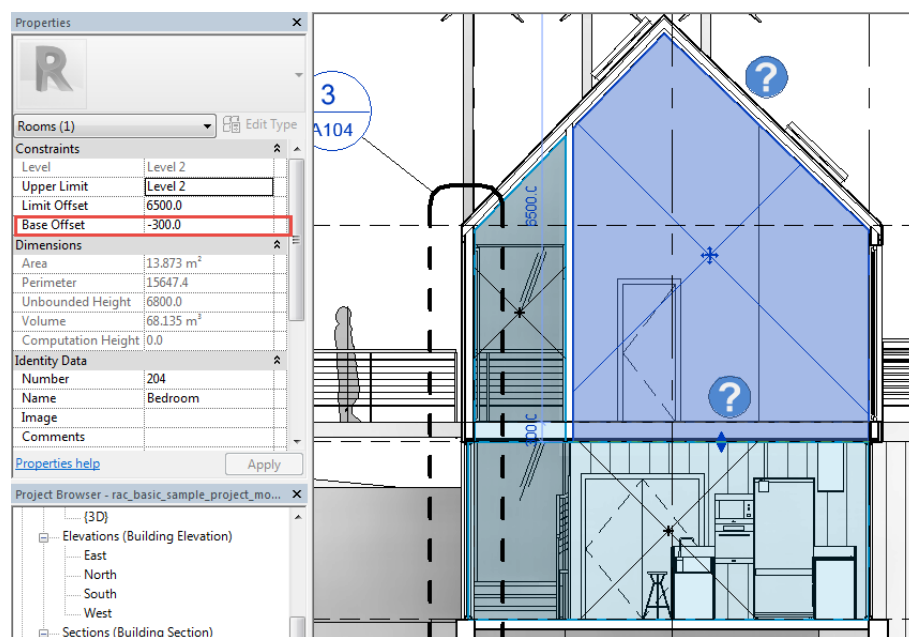 Properties
R
Rooms (1)
Edit Type
Constraints
Level Level 2
Upper Limit Level 2
Limit Offset 6500.0
Base Offset -300.0
Dimensions
Area 13.873 m²
Perimeter 15647.4
Unbounded Height 6800.0
Volume 68.135 m³
Computation Height 0.0
Identity Data
Number 204
Name Bedroom
Image
Comments
Properties help
Apply
Project Browser - rac_basic_sample_project_mo...
{3D}
Elevations (Building Elevation)
East
North
South
West
Sections (Building Section)
3
A104
?
6500.0
?